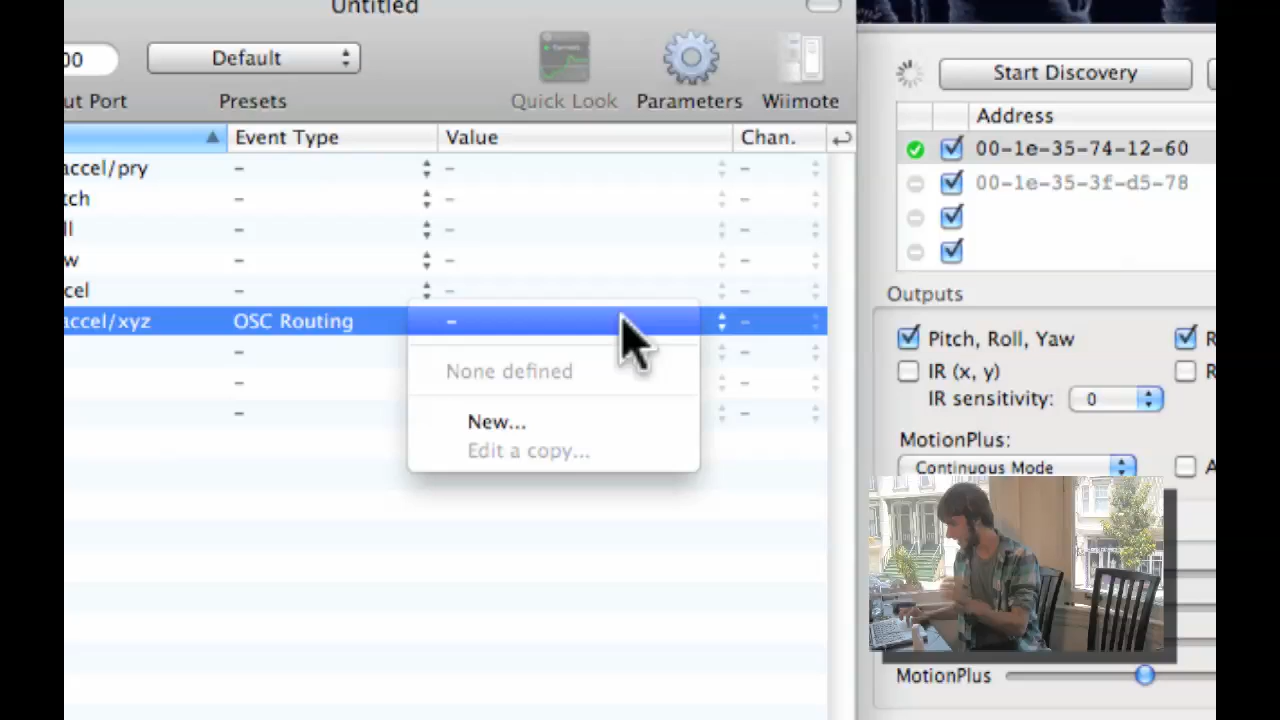 Untitled
00
Default
ut Port
Presets
Quick Look
Parameters
Wiimote
Event Type
Value
Chan.
accel/pry
–
–
–
tch
–
–
–
ll
–
–
–
w
–
–
–
cel
–
–
–
accel/xyz
OSC Routing
–
–
–
–
–
–
–
–
None defined
New...
Edit a copy...
Start Discovery
Address
00-1e-35-74-12-60
00-1e-35-3f-d5-78
Outputs
Pitch, Roll, Yaw
R
IR (x, y)
R
IR sensitivity:
0
MotionPlus:
Continuous Mode
A
MotionPlus